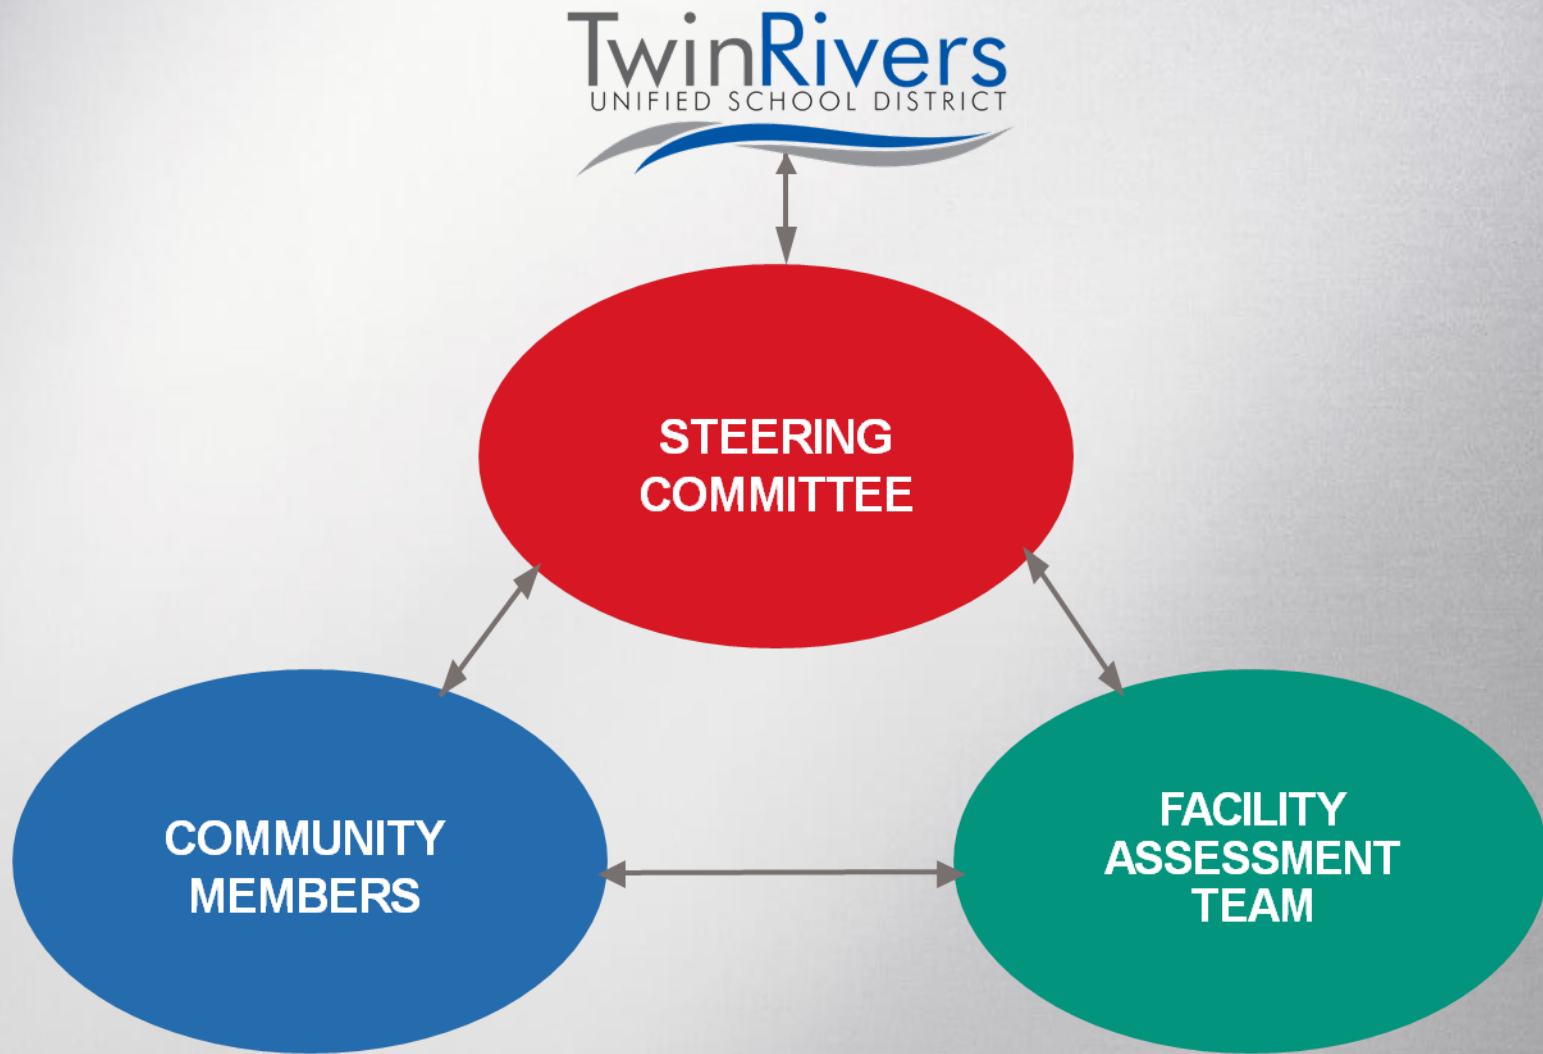 TwinRivers
UNIFIED SCHOOL DISTRICT
STEERING
COMMITTEE
COMMUNITY
MEMBERS
FACILITY
ASSESSMENT
TEAM